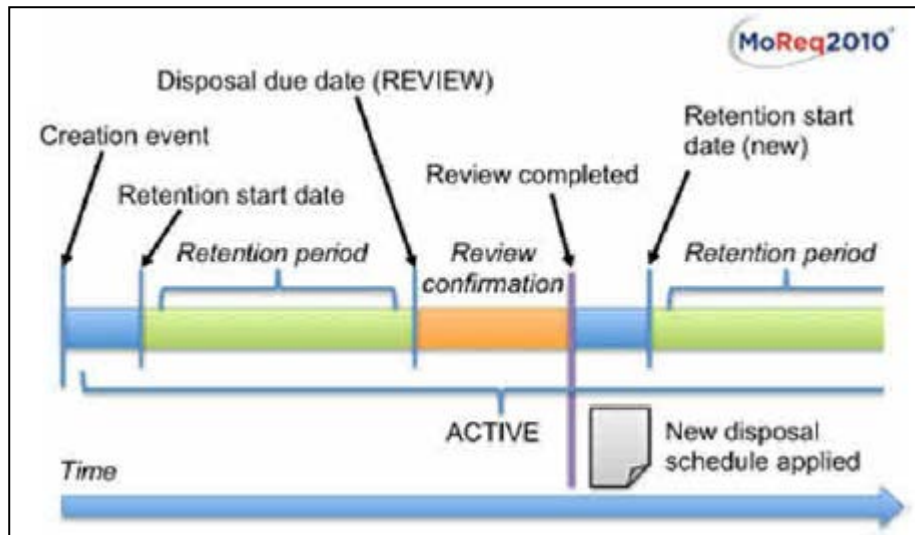 MoReq2010®
Disposal due date (REVIEW)
Creation event
Retention start
date (new)
Review completed
Retention start date
Retention period
Review
confirmation
Retention period
ACTIVE
New disposal
schedule applied
Time